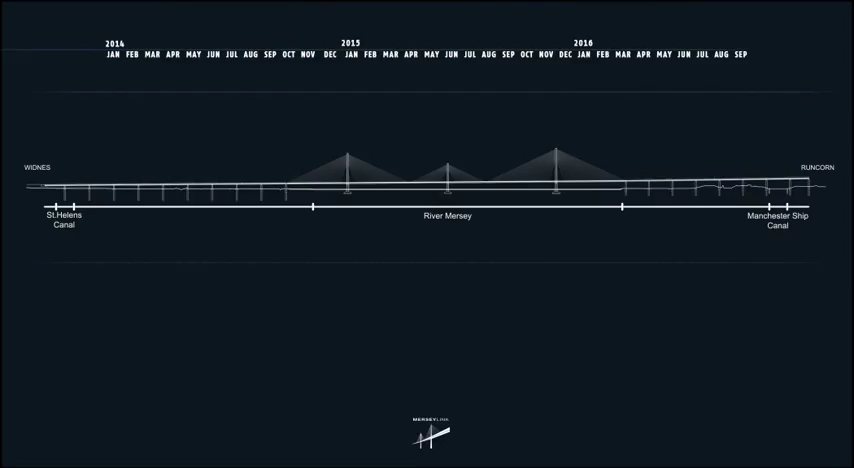 2014 2015 2016
JAN FEB MAR APR MAY JUN JUL AUG SEP OCT NOV DEC JAN FEB MAR APR MAY JUN JUL AUG SEP OCT NOV DEC JAN FEB MAR APR MAY JUN JUL AUG SEP
WIDNES RUNCORN
St.Helens
Canal
River Mersey
Manchester Ship
Canal
MERSEYLINK